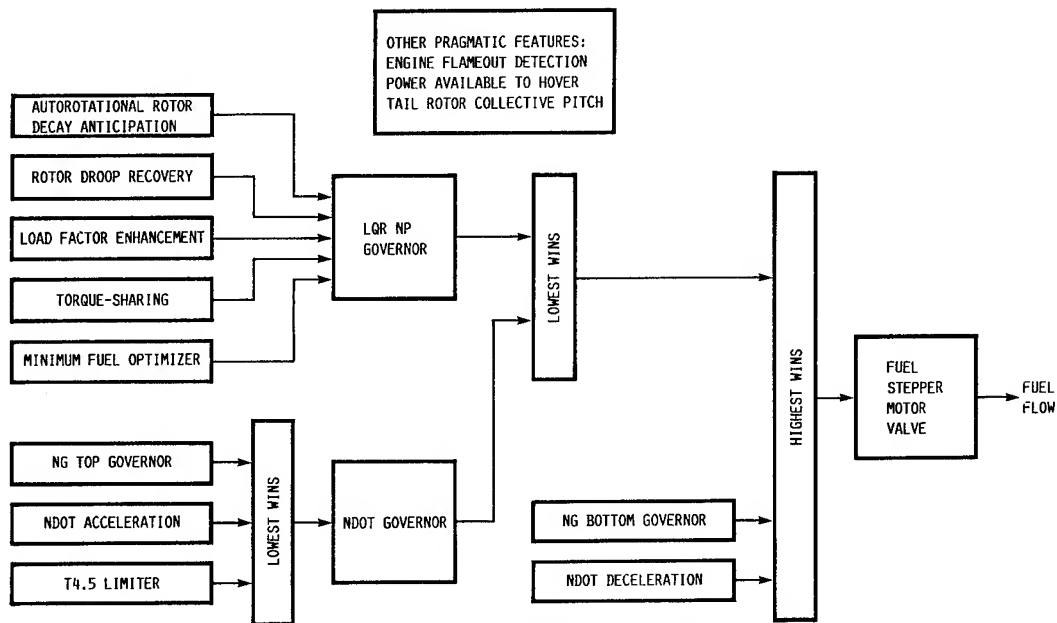 OTHER PRAGMATIC FEATURES:
ENGINE FLAMEOUT DETECTION
POWER AVAILABLE TO HOVER
TAIL ROTOR COLLECTIVE PITCH
AUTOROTATIONAL ROTOR
DECAY ANTICIPATION
ROTOR DROOP RECOVERY
LOAD FACTOR ENHANCEMENT
TORQUE-SHARING
MINIMUM FUEL OPTIMIZER
LQR NP
GOVERNOR
LOWEST WINS
NG TOP GOVERNOR
NDOT ACCELERATION
T4.5 LIMITER
LOWEST WINS
NDOT GOVERNOR
NG BOTTOM GOVERNOR
NDOT DECELERATION
HIGHEST WINS
FUEL
STEPPER
MOTOR
VALVE
FUEL
FLOW